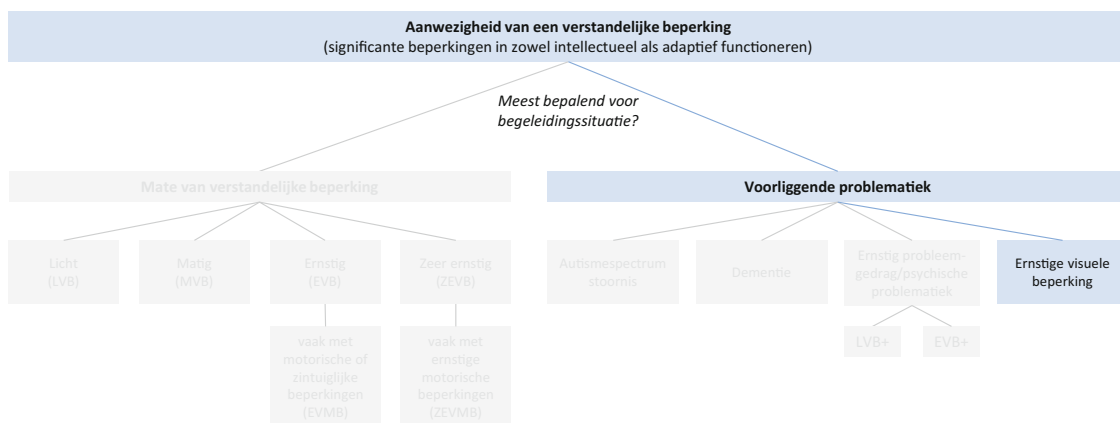 Aanwezigheid van een verstandelijke beperking
(significante beperkingen in zowel intellectueel als adaptief functioneren)
Meest bepalend voor
begeleidingssituatie?
Mate van verstandelijke beperking
Voorliggende problematiek
Licht
(LVB)
Matig
(MVB)
Ernstig
(EVB)
Zeer ernstig
(ZEVB)
Autismespectrum
stoornis
Dementie
Ernstig probleem-
gedrag/psychische
problematiek
Ernstige visuele
beperking
vaak met
motorische of
zintuiglijke
beperkingen
(EVMB)
vaak met
ernstige
motorische
beperkingen
(ZEVMB)
LVB+
EVB+